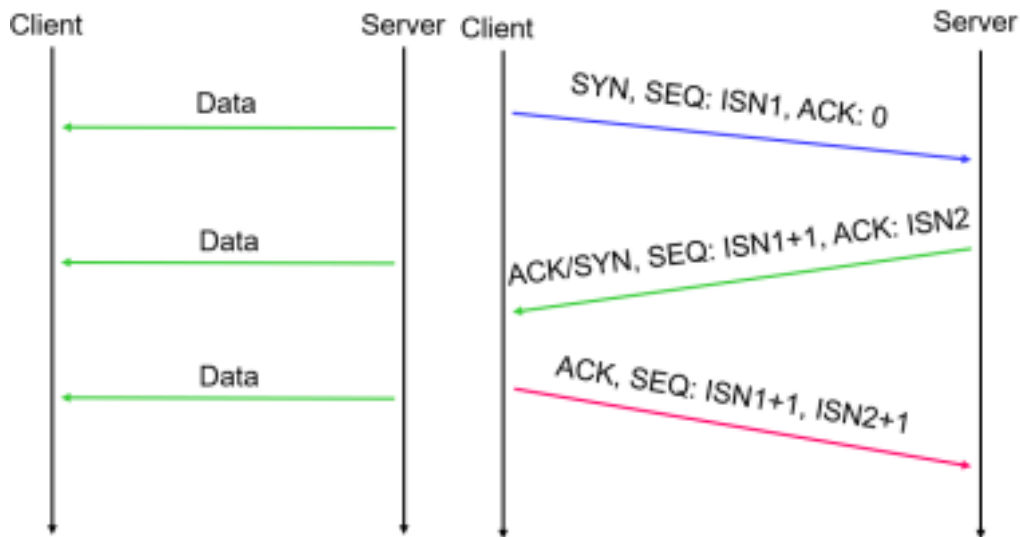 Client
Server
Data
Data
Data
Client
Server
SYN, SEQ: ISN1, ACK: 0
ACK/SYN, SEQ: ISN1+1, ACK: ISN2
ACK, SEQ: ISN1+1, ISN2+1